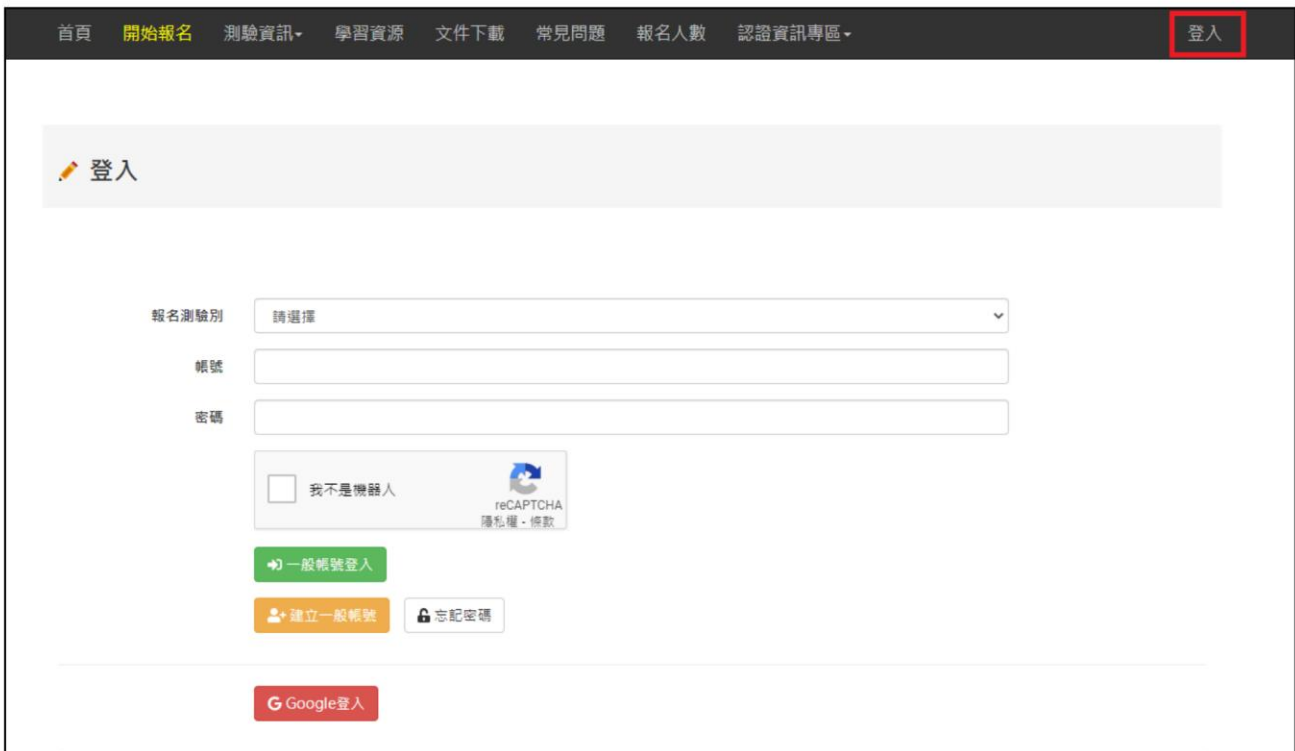 首頁 開始報名 測驗資訊 學習資源 文件下載 常見問題 報名人數 認證資訊專區 登入
登入
報名測驗別 請選擇
帳號
密碼
我不是機器人
reCAPTCHA
隱私權 - 條款
一般帳號登入
建立一般帳號 忘記密碼
Google登入